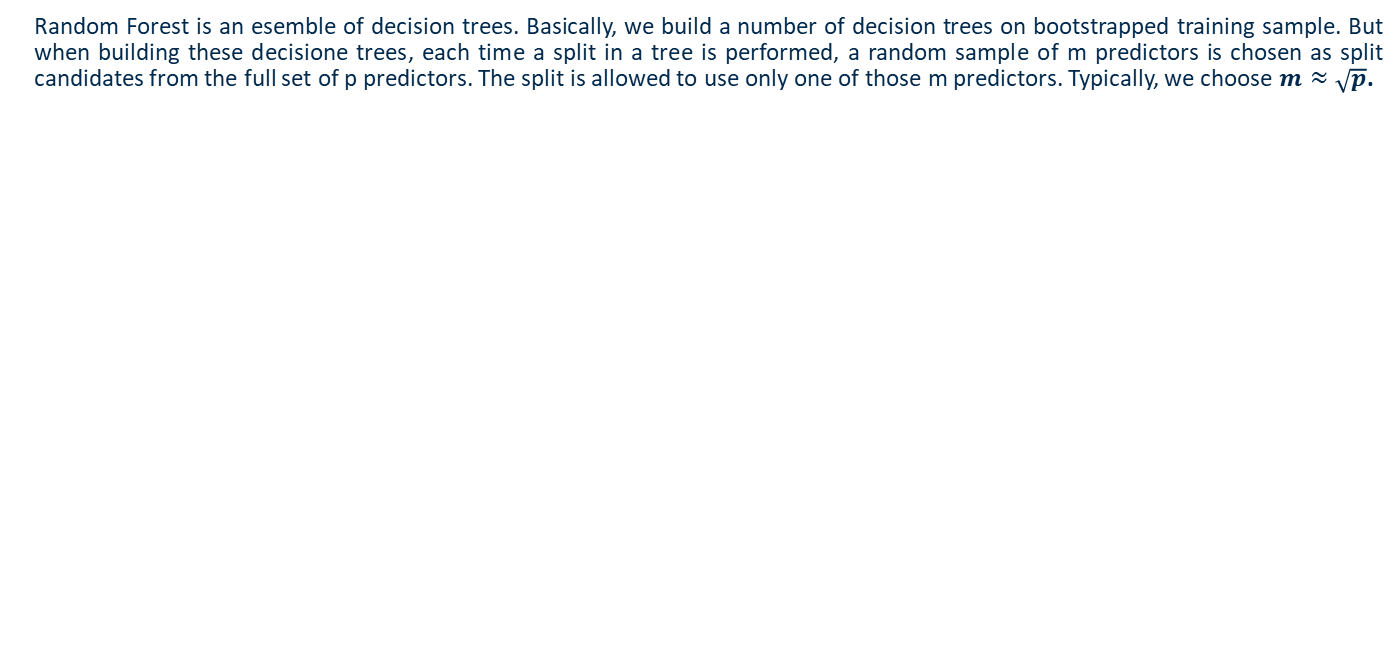 Random Forest is an esemble of decision trees. Basically, we build a number of decision trees on bootstrapped training sample. But
when building these decisione trees, each time a split in a tree is performed, a random sample of m predictors is chosen as split
candidates from the full set of p predictors. The split is allowed to use only one of those m predictors. Typically, we choose m ≈ √p.